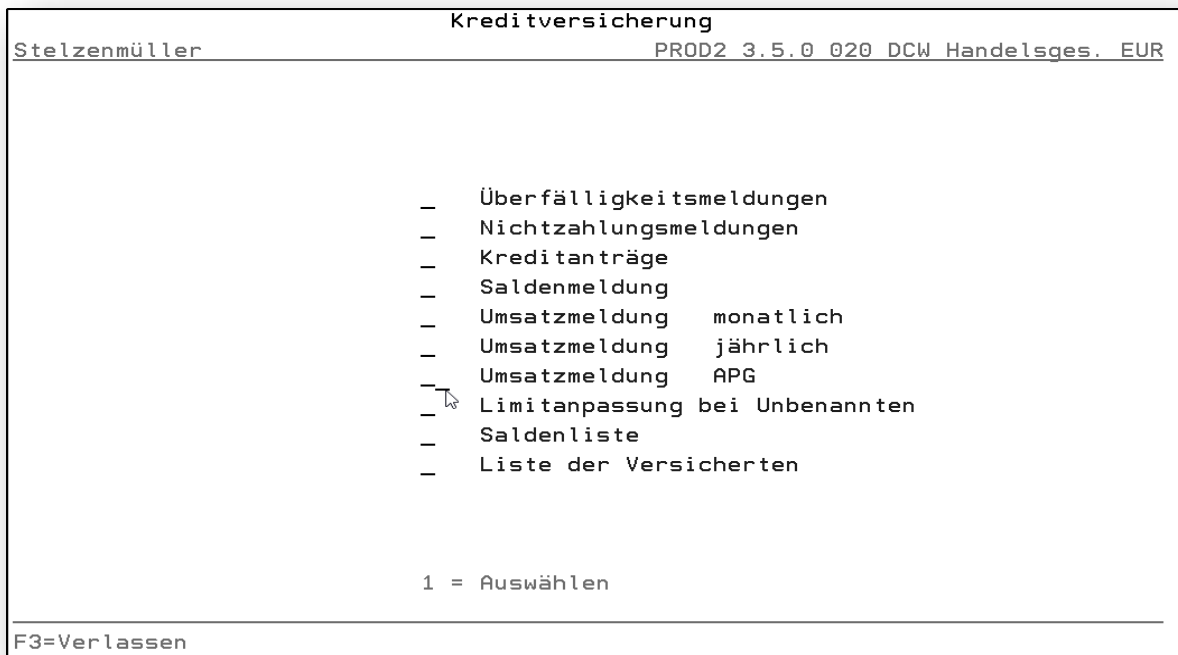 Kreditversicherung
Stelzenmüller PROD2 3.5.0 020 DCW Handelsges. EUR
_ Überfälligkeitsmeldungen
_ Nichtzahlungsmeldungen
_ Kreditanträge
_ Saldenmeldung
_ Umsatzmeldung monatlich
_ Umsatzmeldung jährlich
_ Umsatzmeldung APG
_ Limitanpassung bei Unbenannten
_ Saldenliste
_ Liste der Versicherten
1 = Auswählen
F3=Verlassen